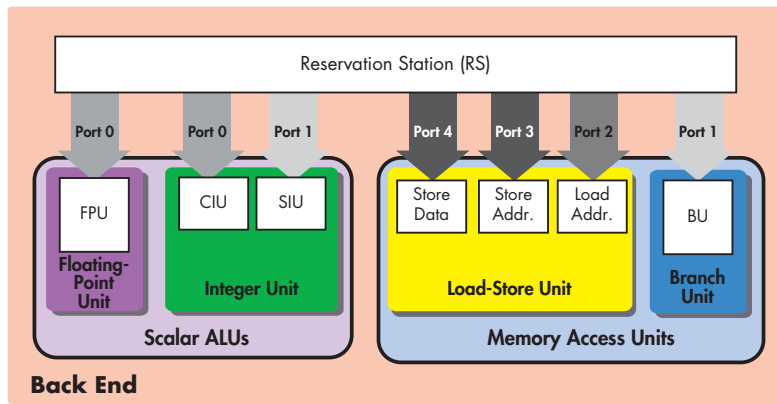 Reservation Station (RS)
Port 0
Port 0
Port 1
Port 4
Port 3
Port 2
Port 1
FPU
CIU
SIU
Store
Data
Store
Addr.
Load
Addr.
BU
Floating-
Point
Unit
Integer Unit
Load-Store Unit
Branch
Unit
Scalar ALUs
Memory Access Units
Back End